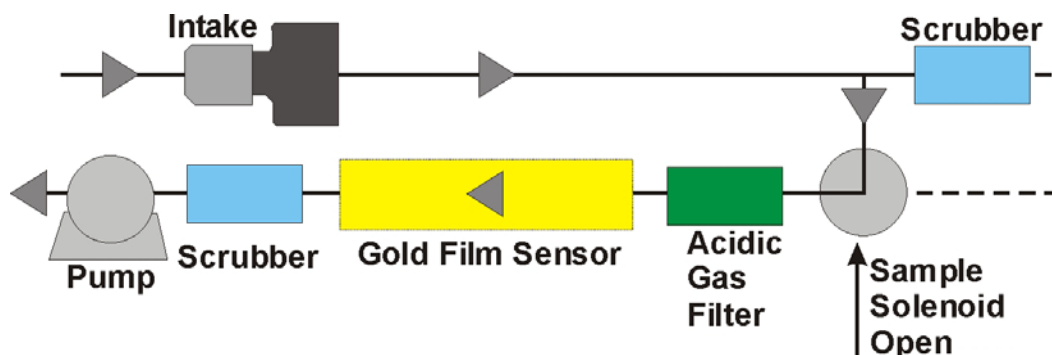 Intake
Scrubber
Pump
Scrubber
Gold Film Sensor
Acidic
Gas
Filter
Sample
Solenoid
Open